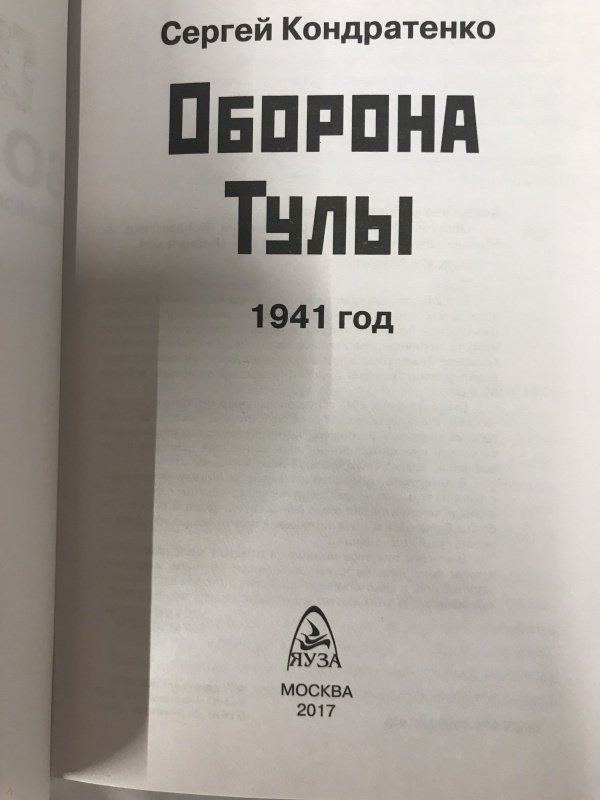 Сергей Кондратенко
Оборона
Тулы
1941 год
ЯУЗА
МОСКВА
2017